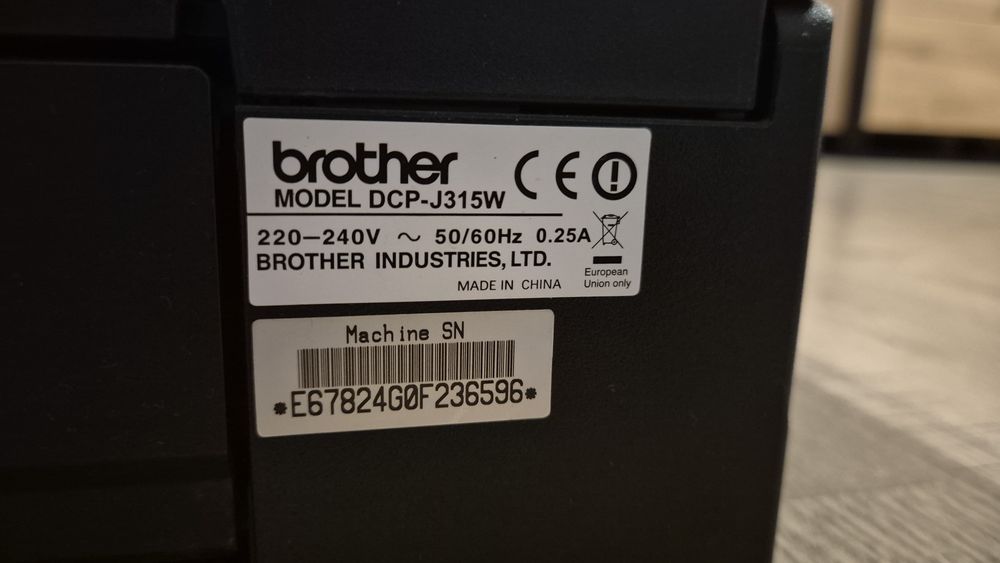 brother
MODEL DCP-J315W
220–240V ～ 50/60Hz 0.25A
BROTHER INDUSTRIES, LTD.
MADE IN CHINA
CE
European
Union only
Machine SN
*E67824G0F236596*